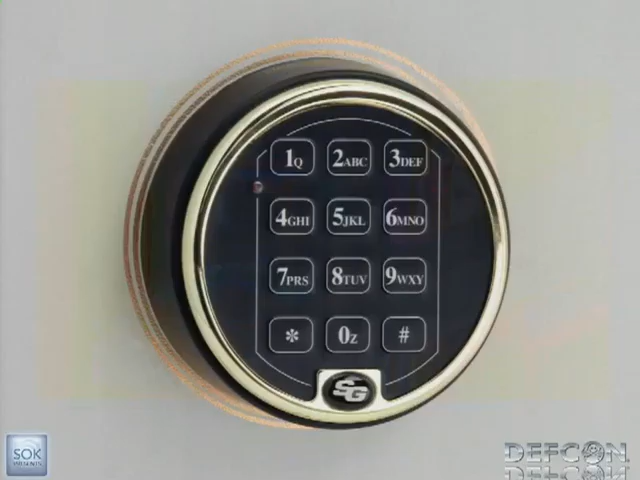 1Q 2ABC 3DEF
4GHI 5JKL 6MNO
7PRS 8TUV 9WXY
* 0Z #
SG
SOK
DEFCON